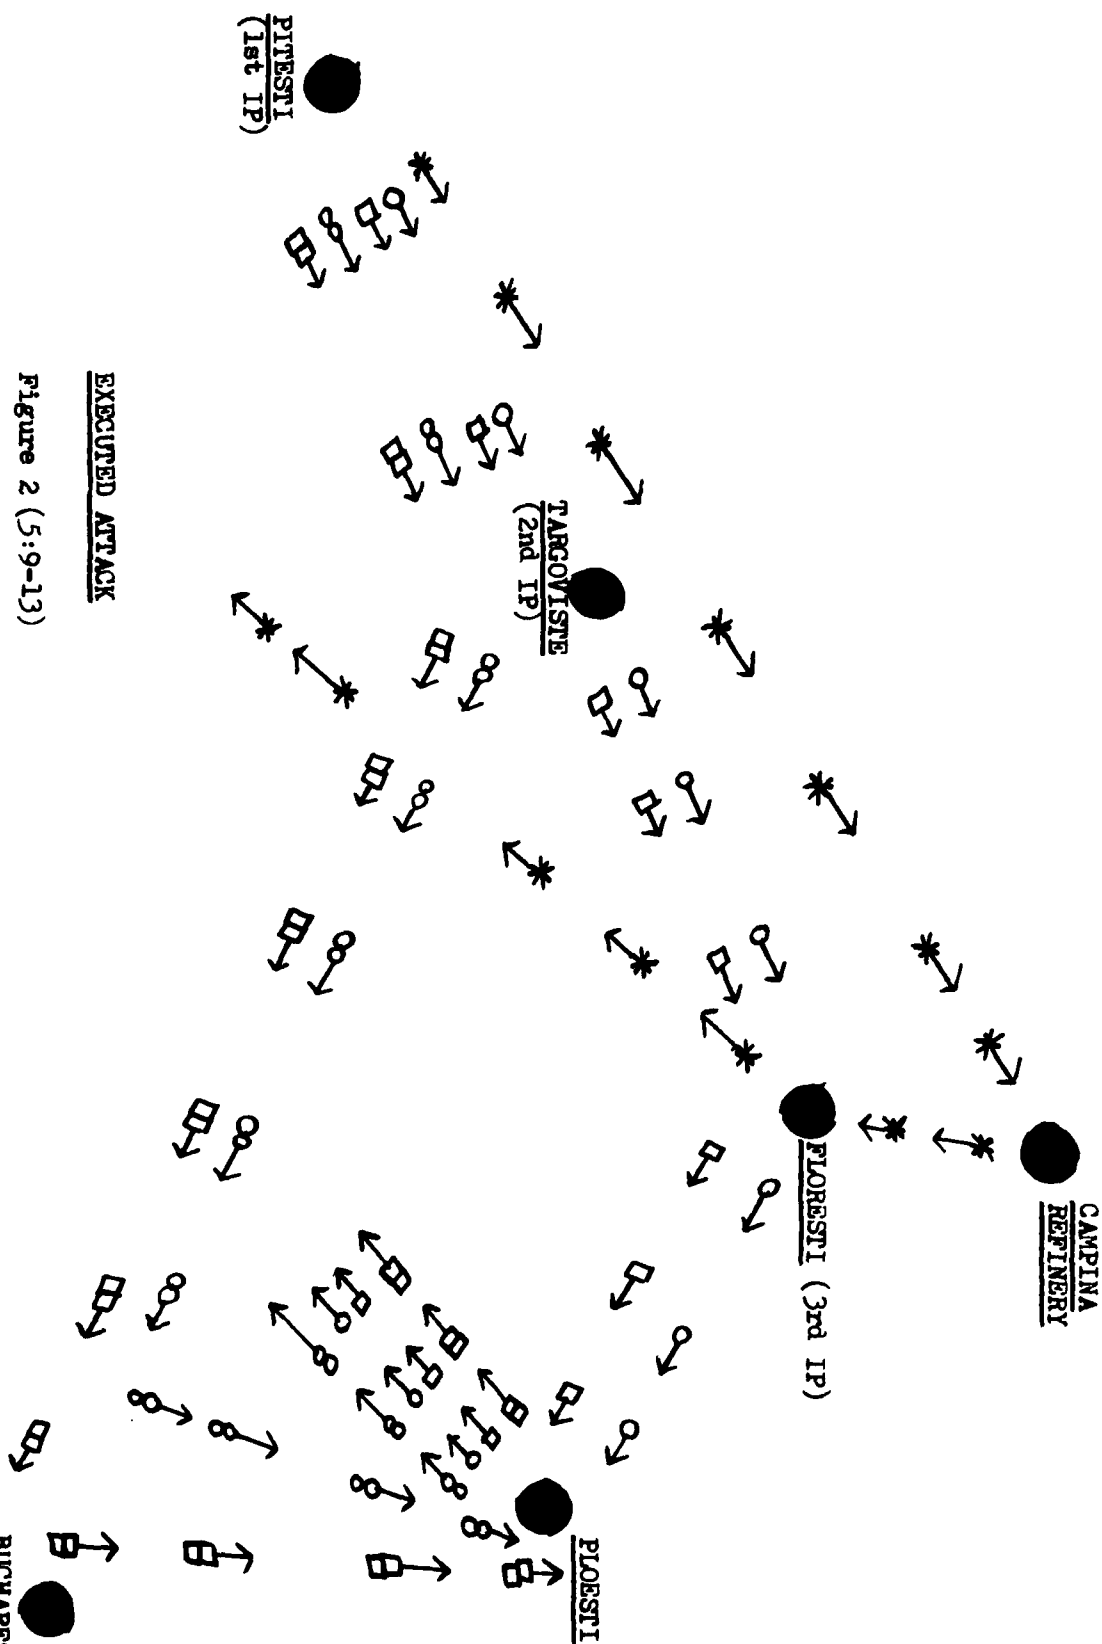 CAMPINA
REFINERY
FLORESTI (3rd IP)
PLOESTI
TARGOVISTE
(2nd IP)
PITESTI
(1st IP)
EXECUTED ATTACK
Figure 2 (5:9-13)